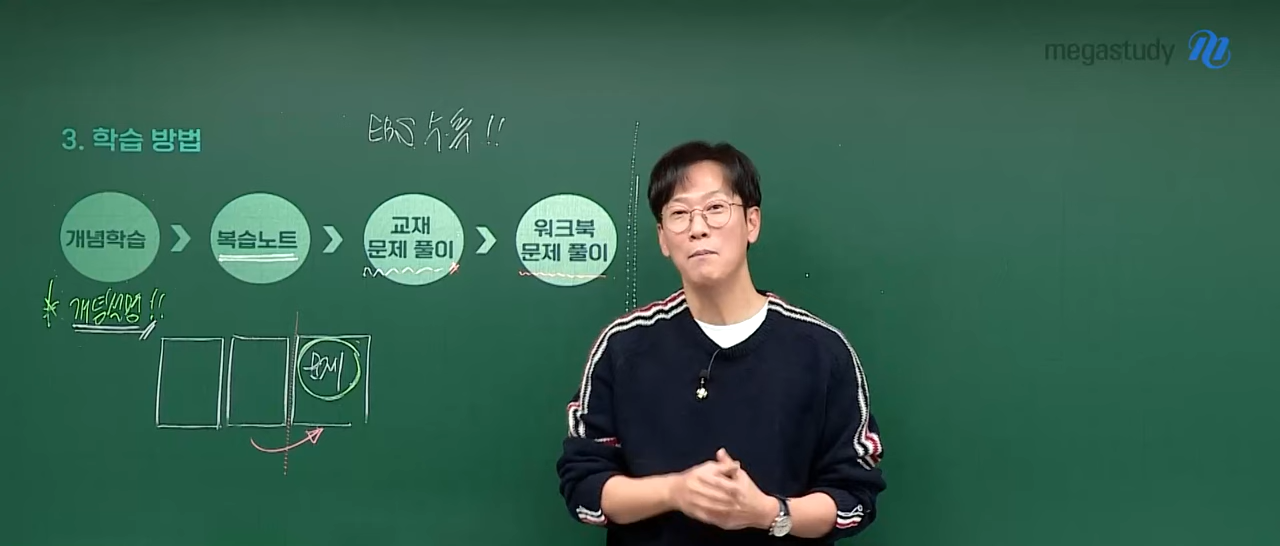 megastudy
EBS 수특!!
3. 학습 방법
개념학습 > 복습노트 > 교재 문제 풀이 > 워크북 문제 풀이
* 개념설명!!
문제